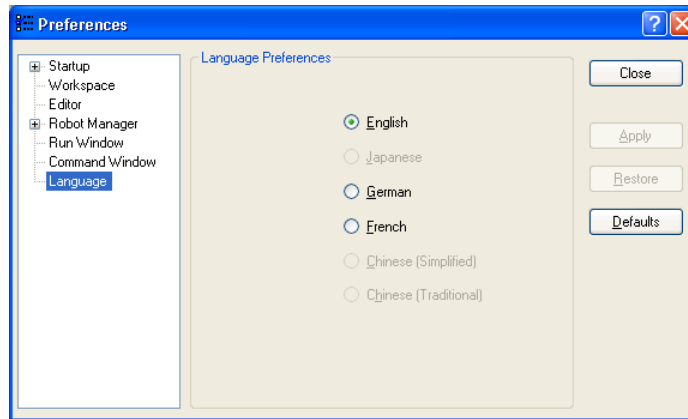 Preferences
Startup
Workspace
Editor
Robot Manager
Run Window
Command Window
Language
Language Preferences
English
Japanese
German
French
Chinese (Simplified)
Chinese (Traditional)
Close
Apply
Restore
Defaults